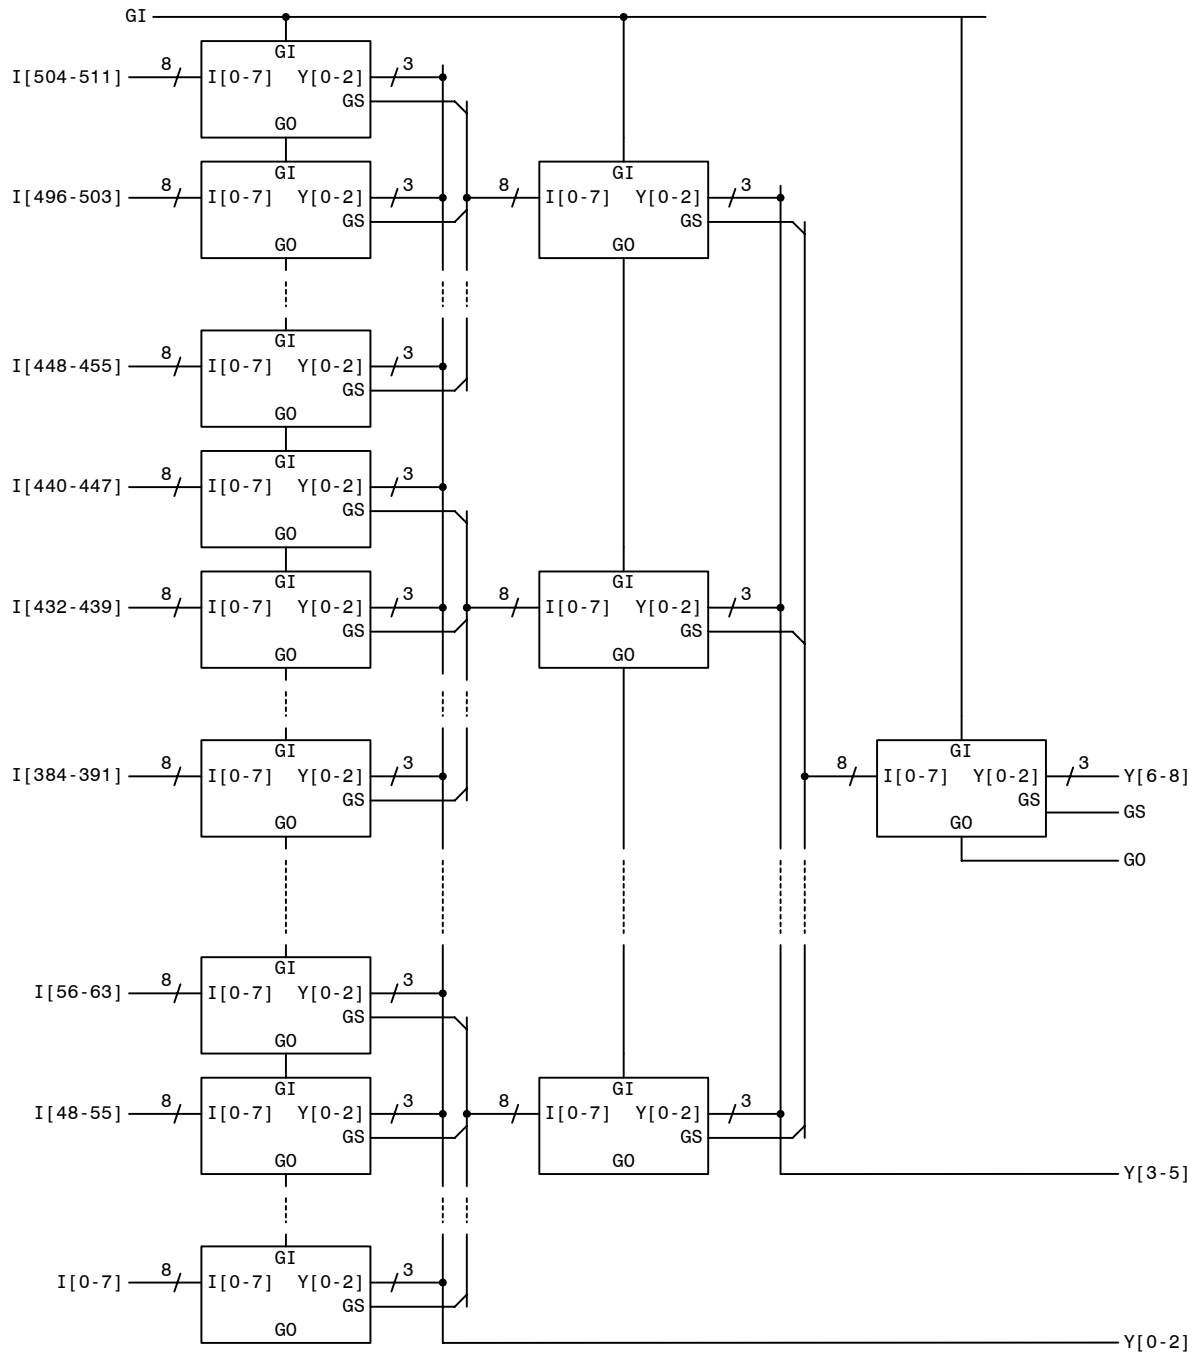 GI
GI
8 3
I[504-511] I[0-7] Y[0-2]
GS
GO
GI GI
8 3 8 3
I[496-503] I[0-7] Y[0-2] I[0-7] Y[0-2]
GS GS
GO GO
GI
8 3
I[448-455] I[0-7] Y[0-2]
GS
GO
GI
8 3
I[440-447] I[0-7] Y[0-2]
GS
GO
GI GI
8 3 8 3
I[432-439] I[0-7] Y[0-2] I[0-7] Y[0-2]
GS GS
GO GO
GI GI
8 3 8 3
I[384-391] I[0-7] Y[0-2] I[0-7] Y[0-2] Y[6-8]
GS GS GS
GO GO
GO
GI
8 3
I[56-63] I[0-7] Y[0-2]
GS
GO
GI GI
8 3 8 3
I[48-55] I[0-7] Y[0-2] I[0-7] Y[0-2]
GS GS
GO GO
Y[3-5]
GI
8 3
I[0-7] I[0-7] Y[0-2]
GS
GO
Y[0-2]